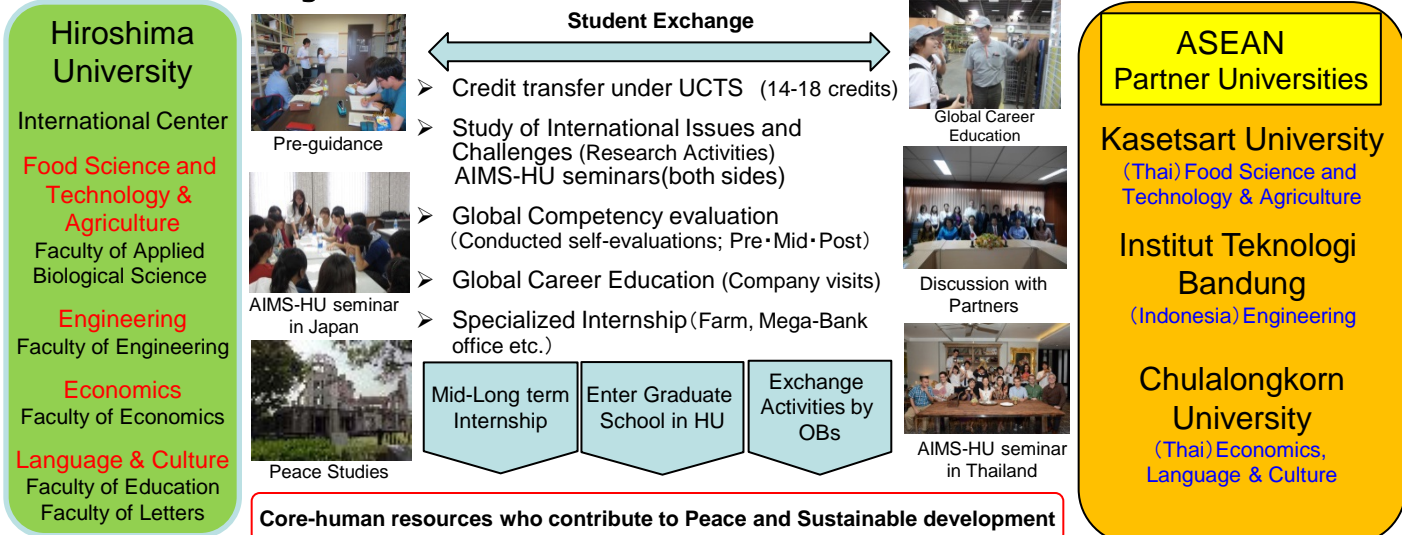 Hiroshima
University
International Center
Food Science and
Technology &
Agriculture
Faculty of Applied
Biological Science
Engineering
Faculty of Engineering
Economics
Faculty of Economics
Language & Culture
Faculty of Education
Faculty of Letters
Pre-guidance
AIMS-HU seminar
in Japan
Peace Studies
Student Exchange
➢ Credit transfer under UCTS (14-18 credits)
➢ Study of International Issues and
Challenges (Research Activities)
AIMS-HU seminars(both sides)
➢ Global Competency evaluation
（Conducted self-evaluations; Pre・Mid・Post）
➢ Global Career Education (Company visits)
➢ Specialized Internship（Farm, Mega-Bank
office etc.）
Mid-Long term
Internship
Enter Graduate
School in HU
Exchange
Activities by
OBs
Global Career
Education
Discussion with
Partners
AIMS-HU seminar
in Thailand
Core-human resources who contribute to Peace and Sustainable development
ASEAN
Partner Universities
Kasetsart University
（Thai）Food Science and
Technology & Agriculture
Institut Teknologi
Bandung
（Indonesia）Engineering
Chulalongkorn
University
（Thai）Economics,
Language & Culture